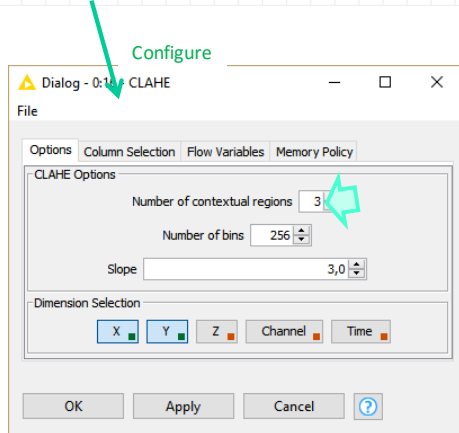 Configure
Dialog - 0:1 - CLAHE
File
Options Column Selection Flow Variables Memory Policy
CLAHE Options
Number of contextual regions 3
Number of bins 256
Slope 3,0
Dimension Selection
X Y Z Channel Time
OK Apply Cancel ?